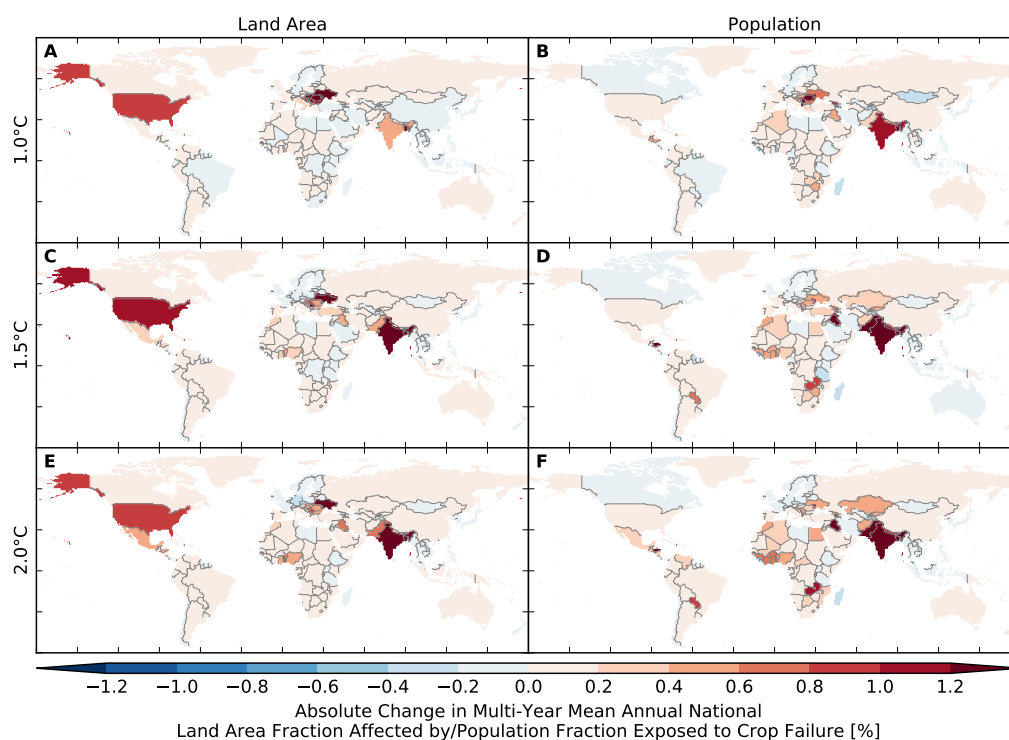 Land Area Population
A B
1.0°C
C D
1.5°C
E F
2.0°C
−1.2 −1.0 −0.8 −0.6 −0.4 −0.2 0.0 0.2 0.4 0.6 0.8 1.0 1.2
Absolute Change in Multi-Year Mean Annual National
Land Area Fraction Affected by/Population Fraction Exposed to Crop Failure [%]